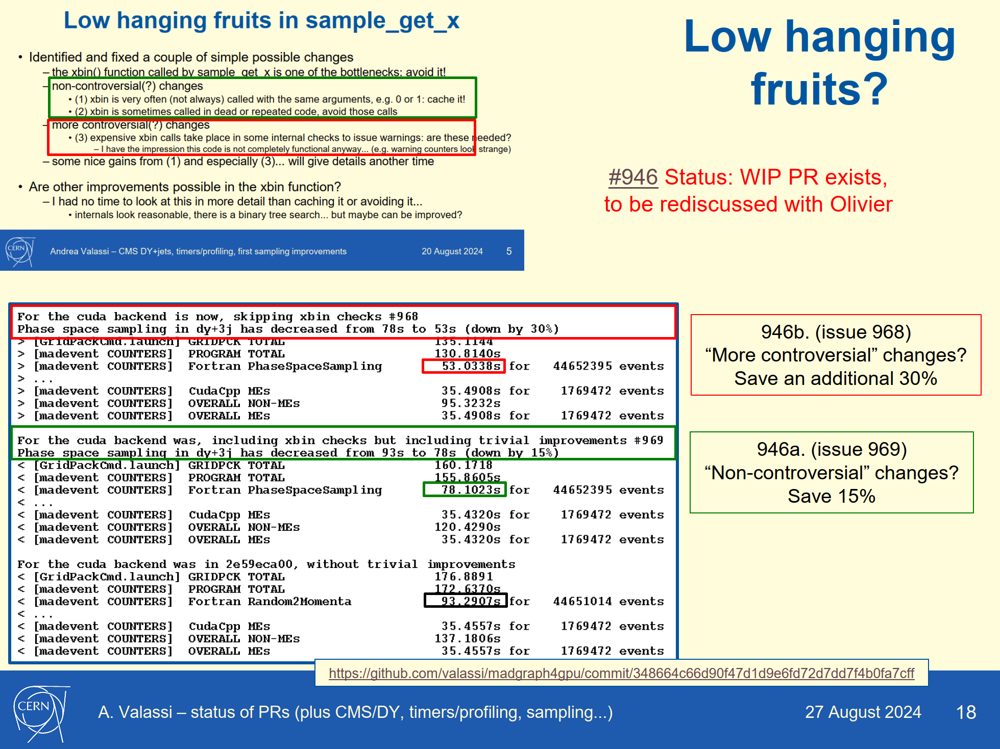 Low hanging fruits in sample_get_x
• Identified and fixed a couple of simple possible changes
– the xbin() function called by sample_get_x is one of the bottlenecks: avoid it!
– non-controversial(?) changes
• (1) xbin is very often (not always) called with the same arguments, e.g. 0 or 1: cache it!
• (2) xbin is sometimes called in dead or repeated code, avoid those calls
– more controversial(?) changes
• (3) expensive xbin calls take place in some internal checks to issue warnings: are these needed?
– I have the impression this code is not completely functional anyway... (e.g. warning counters look strange)
– some nice gains from (1) and especially (3)... will give details another time
• Are other improvements possible in the xbin function?
– I had no time to look at this in more detail than caching it or avoiding it...
• internals look reasonable, there is a binary tree search... but maybe can be improved?
CERN
Andrea Valassi – CMS DY+jets, timers/profiling, first sampling improvements 20 August 2024 5
Low hanging
fruits?
#946 Status: WIP PR exists,
to be rediscussed with Olivier
For the cuda backend is now, skipping xbin checks #968
Phase space sampling in dy+3j has decreased from 78s to 53s (down by 30%)
> [GridPackCmd.launch] GRIDPCK TOTAL 135.1144
> [madevent COUNTERS] PROGRAM TOTAL 130.8140s
> [madevent COUNTERS] Fortran PhaseSpaceSampling 53.0338s for 44652395 events
> ...
> [madevent COUNTERS] CudaCpp MEs 35.4908s for 1769472 events
> [madevent COUNTERS] OVERALL NON-MEs 95.3232s
> [madevent COUNTERS] OVERALL MEs 35.4908s for 1769472 events
For the cuda backend was, including xbin checks but including trivial improvements #969
Phase space sampling in dy+3j has decreased from 93s to 78s (down by 15%)
< [GridPackCmd.launch] GRIDPCK TOTAL 160.1718
< [madevent COUNTERS] PROGRAM TOTAL 155.8605s
< [madevent COUNTERS] Fortran PhaseSpaceSampling 78.1023s for 44652395 events
< ...
< [madevent COUNTERS] CudaCpp MEs 35.4320s for 1769472 events
< [madevent COUNTERS] OVERALL NON-MEs 120.4290s
< [madevent COUNTERS] OVERALL MEs 35.4320s for 1769472 events
For the cuda backend was in 2e59eca00, without trivial improvements
< [GridPackCmd.launch] GRIDPCK TOTAL 176.8891
< [madevent COUNTERS] PROGRAM TOTAL 172.6370s
< [madevent COUNTERS] Fortran Random2Momenta 93.2907s for 44651014 events
< ...
< [madevent COUNTERS] CudaCpp MEs 35.4557s for 1769472 events
< [madevent COUNTERS] OVERALL NON-MEs 137.1806s
< [madevent COUNTERS] OVERALL MEs 35.4557s for 1769472 events
946b. (issue 968)
“More controversial” changes?
Save an additional 30%
946a. (issue 969)
“Non-controversial” changes?
Save 15%
https://github.com/valassi/madgraph4gpu/commit/348664c66d90f47d1d9e6fd72d7dd7f4b0fa7cff
CERN
A. Valassi – status of PRs (plus CMS/DY, timers/profiling, sampling...) 27 August 2024 18